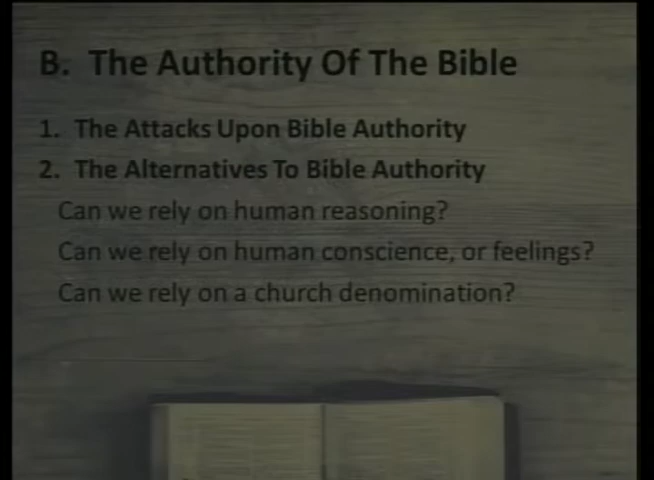 B. The Authority Of The Bible
1. The Attacks Upon Bible Authority
2. The Alternatives To Bible Authority
Can we rely on human reasoning?
Can we rely on human conscience, or feelings?
Can we rely on a church denomination?